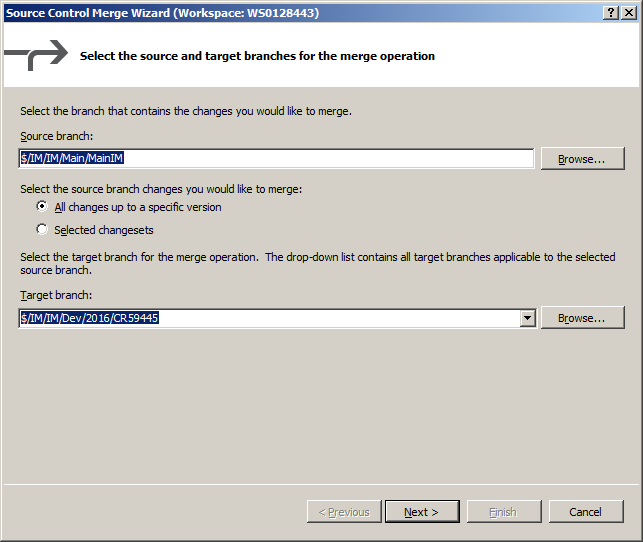 Source Control Merge Wizard (Workspace: WS0128443)
Select the source and target branches for the merge operation
Select the branch that contains the changes you would like to merge.
Source branch:
$/IM/IM/Main/MainIM
Browse...
Select the source branch changes you would like to merge:
All changes up to a specific version
Selected changesets
Select the target branch for the merge operation. The drop-down list contains all target branches applicable to the selected
source branch.
Target branch:
$/IM/IM/Dev/2016/CR59445
Browse...
< Previous
Next >
Finish
Cancel